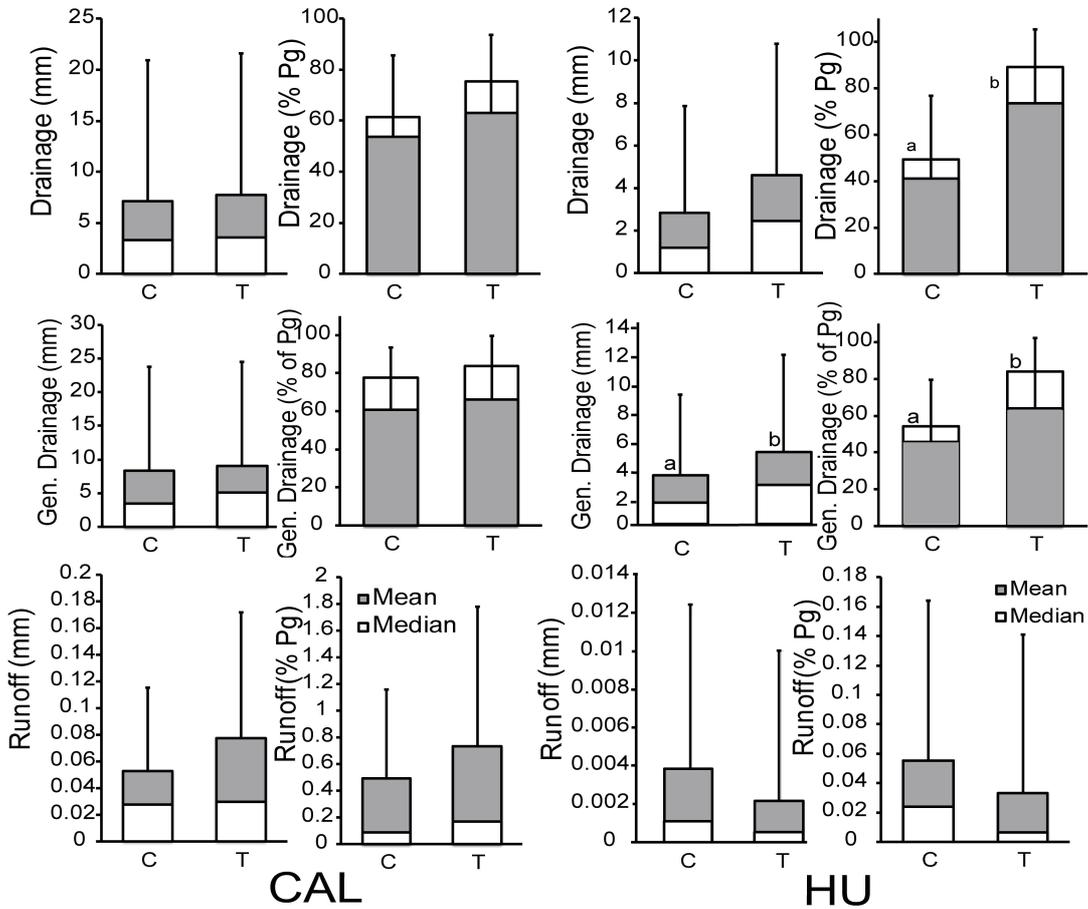 Drainage (mm)
25
20
15
10
5
0
C T
Drainage (% Pg)
100
80
60
40
20
0
C T
Drainage (mm)
12
10
8
6
4
2
0
C T
Drainage (% Pg)
100
80
60
40
20
0
a
b
C T
Gen. Drainage (mm)
30
25
20
15
10
5
0
C T
Gen. Drainage (% of Pg)
100
80
60
40
20
0
C T
Gen. Drainage (mm)
14
12
10
8
6
4
2
0
a
b
C T
Gen. Drainage (% of Pg)
100
80
60
40
20
0
a
b
C T
Runoff (mm)
0.2
0.18
0.16
0.14
0.12
0.1
0.08
0.06
0.04
0.02
0
C T
Runoff(% Pg)
2
1.8
1.6
1.4
1.2
1
0.8
0.6
0.4
0.2
0
Mean
Median
C T
Runoff (mm)
0.014
0.012
0.01
0.008
0.006
0.004
0.002
0
C T
Runoff(% Pg)
0.18
0.16
0.14
0.12
0.1
0.08
0.06
0.04
0.02
0
Mean
Median
C T
CAL
HU